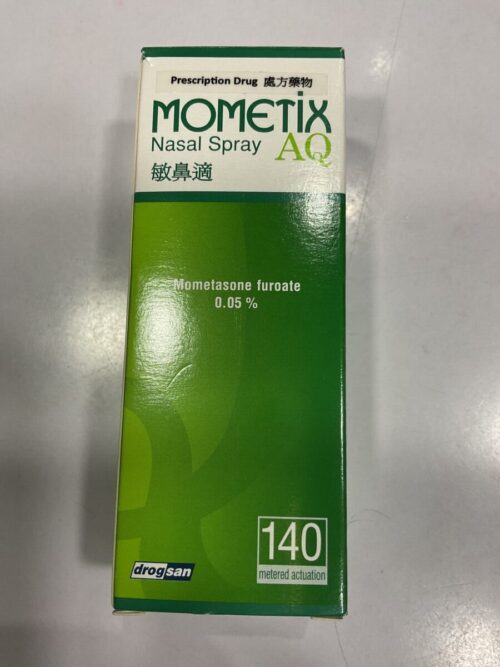 Prescription Drug 處方藥物
MOMETİX
Nasal Spray AQ
敏鼻適
Mometasone furoate
0.05 %
140
metered actuation
drogsan